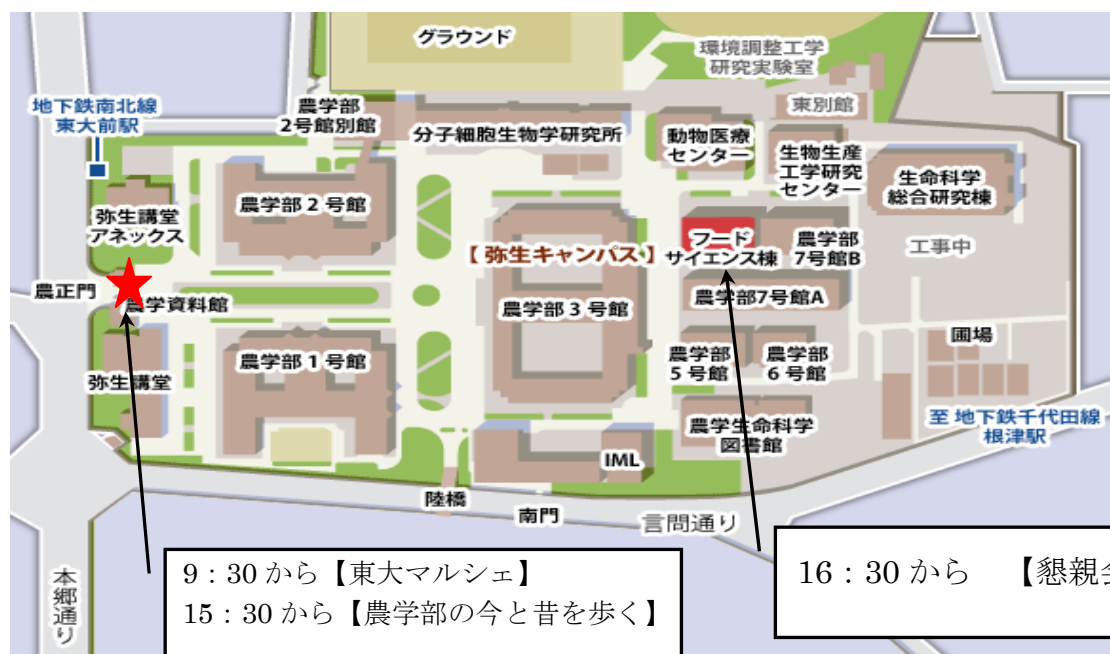 グラウンド
環境調整工学
研究実験室
地下鉄南北線
東大前駅
農学部
2号館別館
分子細胞生物学研究所
動物医療
センター
東別館
生物生産
工学研究
センター
生命科学
総合研究棟
弥生講堂
アネックス
農学部2号館
【弥生キャンパス】
フード
サイエンス棟
農学部
7号館B
工事中
農正門
農学資料館
農学部3号館
農学部7号館A
圃場
弥生講堂
農学部1号館
農学部
5号館
農学部
6号館
農学生命科学
図書館
至 地下鉄千代田線
根津駅
IML
陸橋
南門
言問通り
本郷通り
9：30から【東大マルシェ】
15：30から【農学部の今と昔を歩く】
16：30から　【懇親会